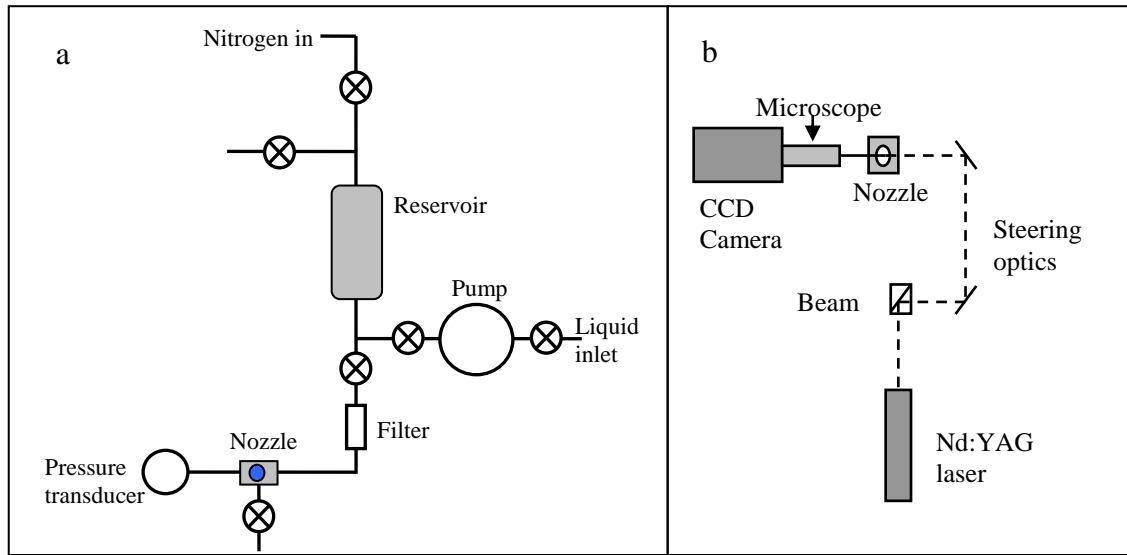 a
Nitrogen in
Reservoir
Pump
Liquid
inlet
Filter
Nozzle
Pressure
transducer
b
Microscope
Nozzle
CCD
Camera
Steering
optics
Beam
Nd:YAG
laser